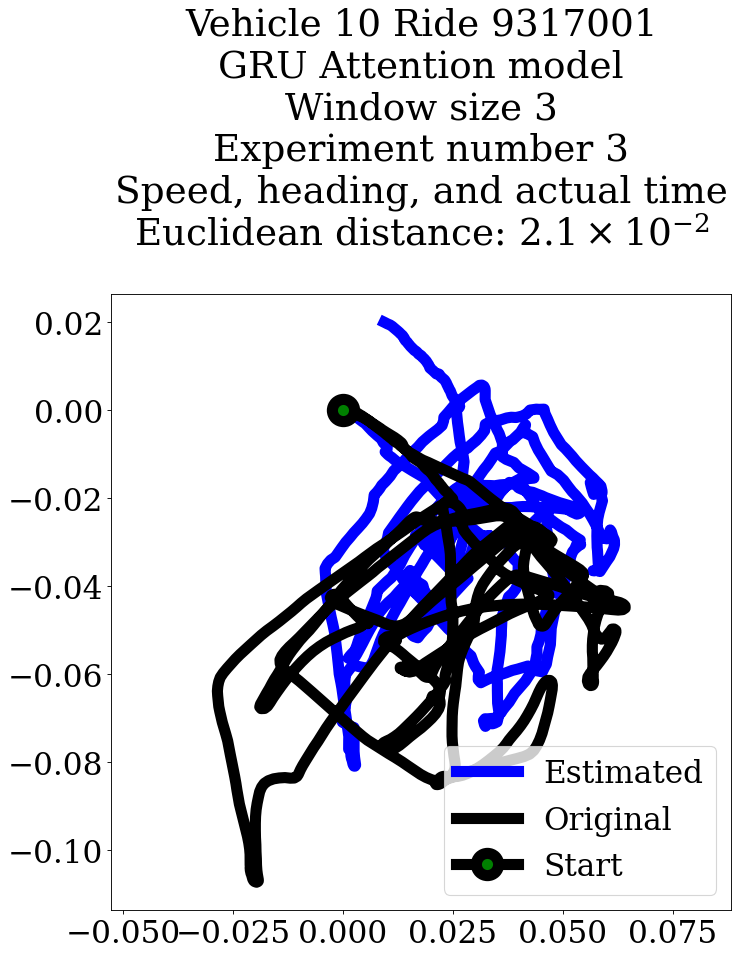 Vehicle 10 Ride 9317001
GRU Attention model
Window size 3
Experiment number 3
Speed, heading, and actual time
Euclidean distance: 2.1 × 10⁻²
0.02
0.00
−0.02
−0.04
−0.06
−0.08
−0.10
Estimated
Original
Start
−0.050 −0.025 0.000 0.025 0.050 0.075